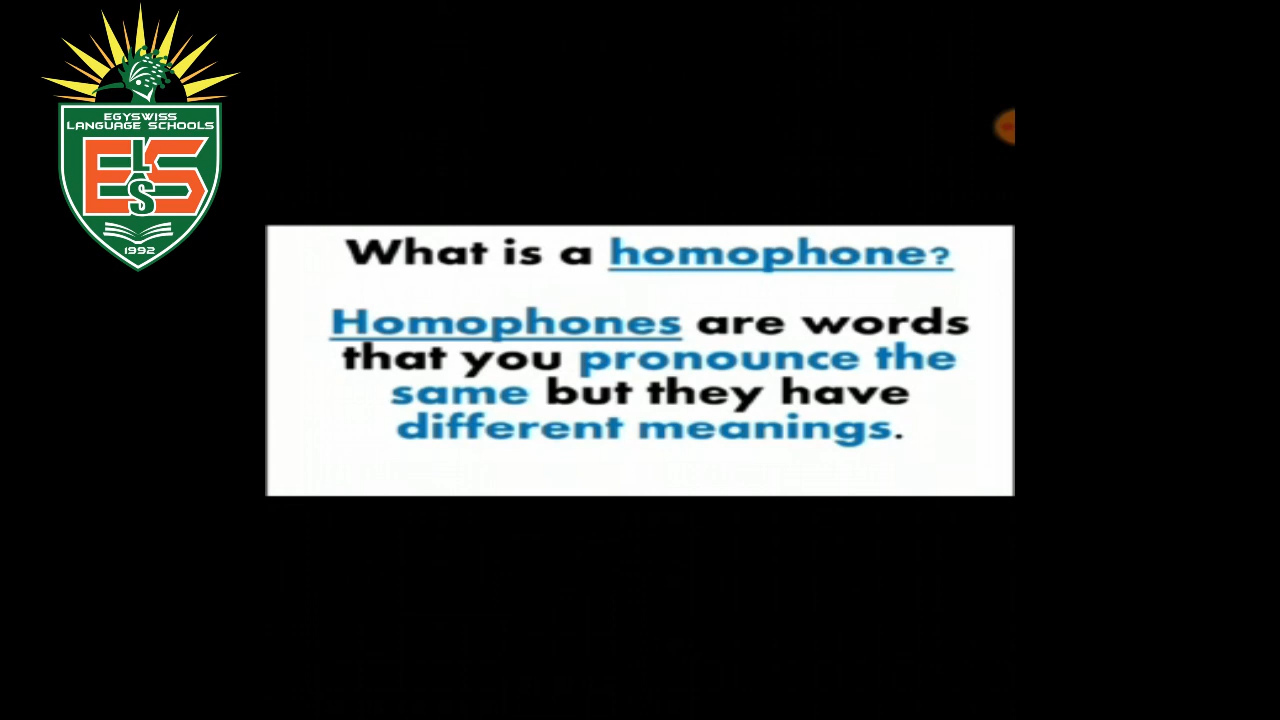 EGYSWISS
LANGUAGE SCHOOLS
ELS
S
1992
What is a homophone?
Homophones are words
that you pronounce the
same but they have
different meanings.